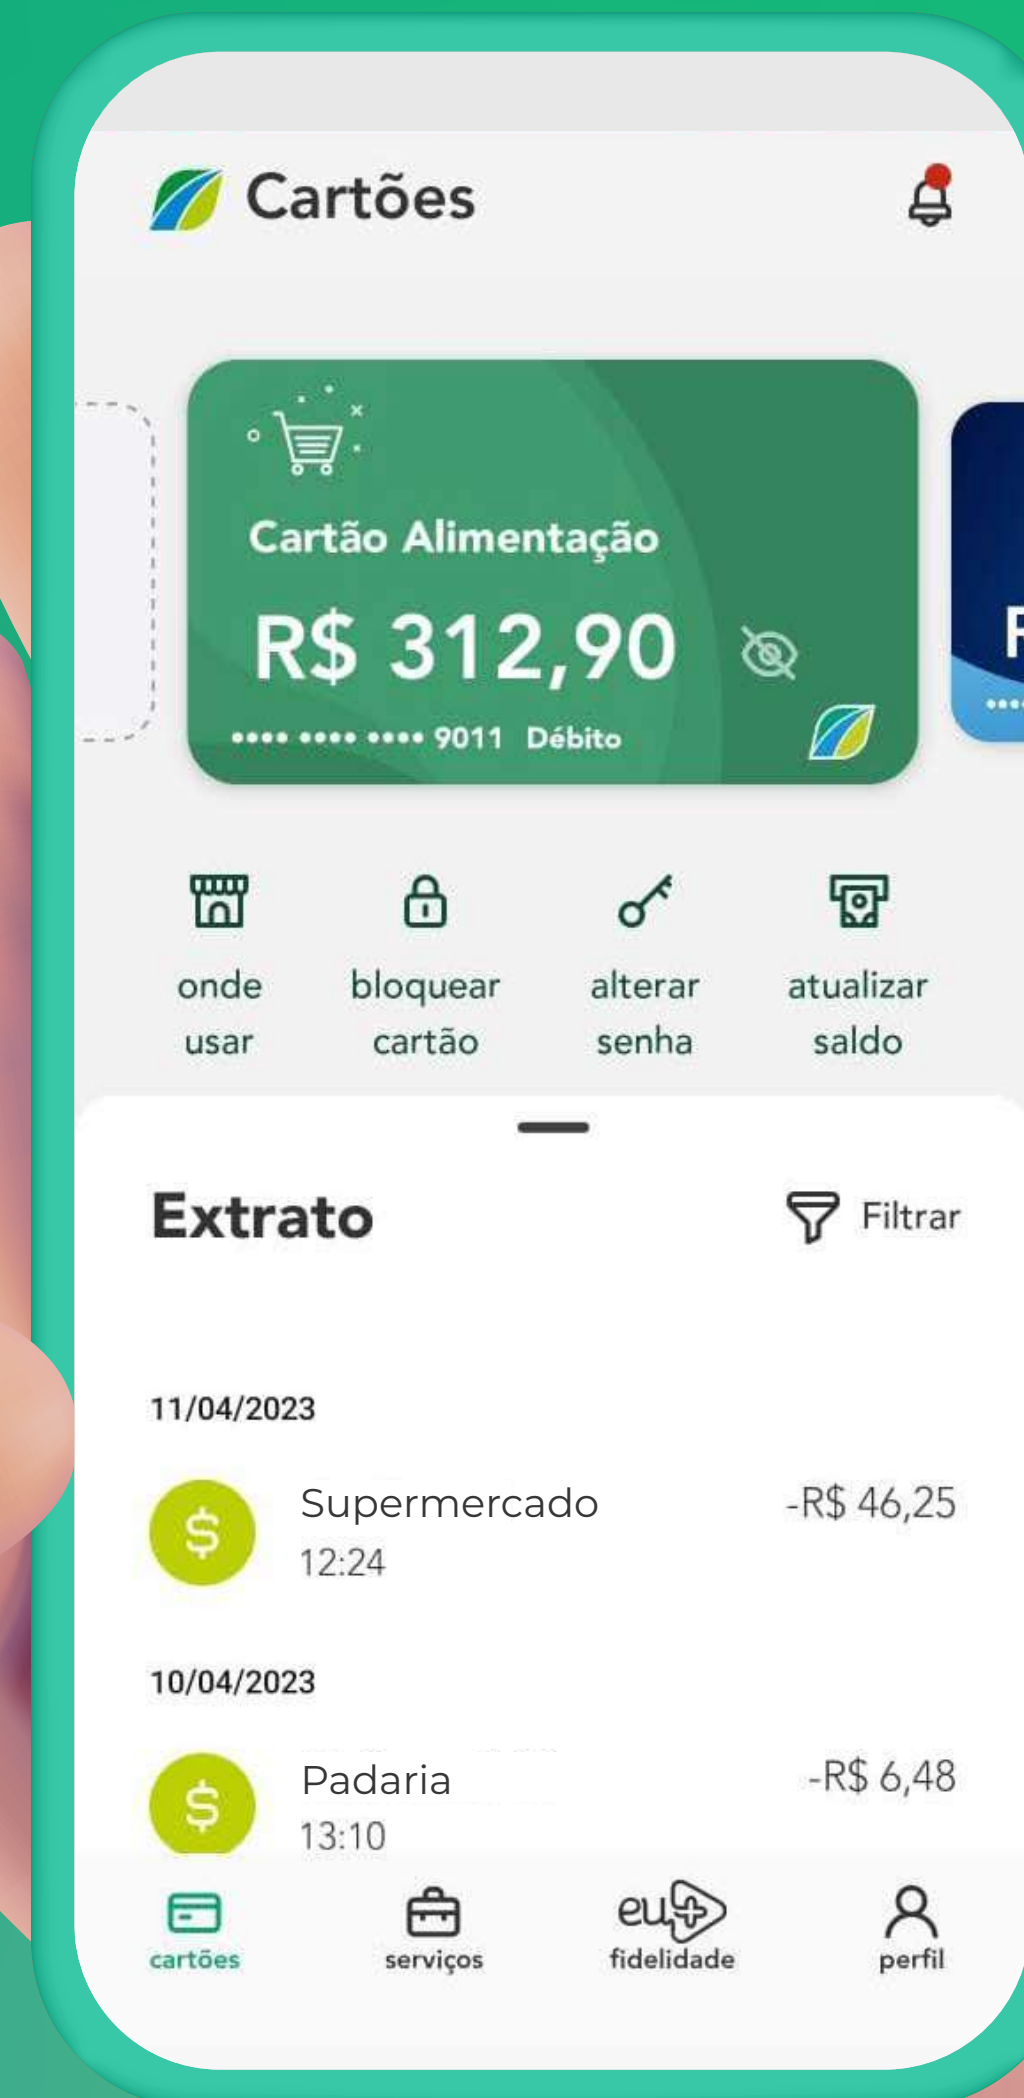 Cartões
Cartão Alimentação
R$ 312,90
•••• •••• •••• 9011 Débito
onde
usar
bloquear
cartão
alterar
senha
atualizar
saldo
Extrato
Filtrar
11/04/2023
Supermercado
-R$ 46,25
12:24
10/04/2023
Padaria
-R$ 6,48
13:10
cartões
serviços
eu+
fidelidade
perfil